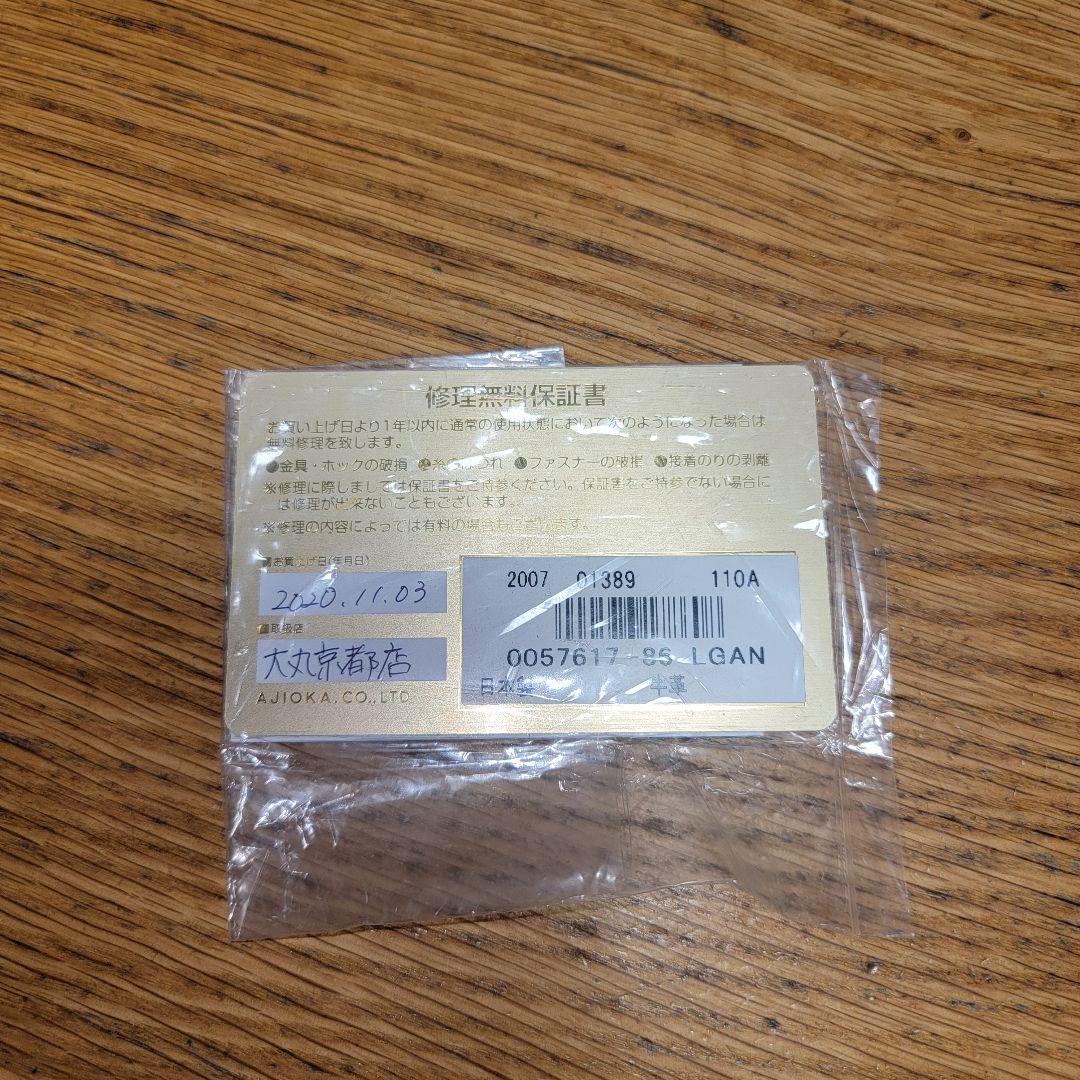 修理無料保証書
お買い上げ日より1年以内に通常の使用状態において次のようになった場合は
無料修理を致します。
●金具・ホックの破損 ●糸のほつれ ●ファスナーの破損 ●接着のりの剥離
※修理に際しましては保証書をご持参ください。保証書をご持参でない場合に
は修理が出来ないこともございます。
※修理の内容によっては有料の場合もございます。
■お買上げ日(年月日)
2020.11.03
■取扱店
大丸京都店
AJIOKA.CO.,LTD
2007 01389 110A
0057617-86 LGAN
日本製 牛革